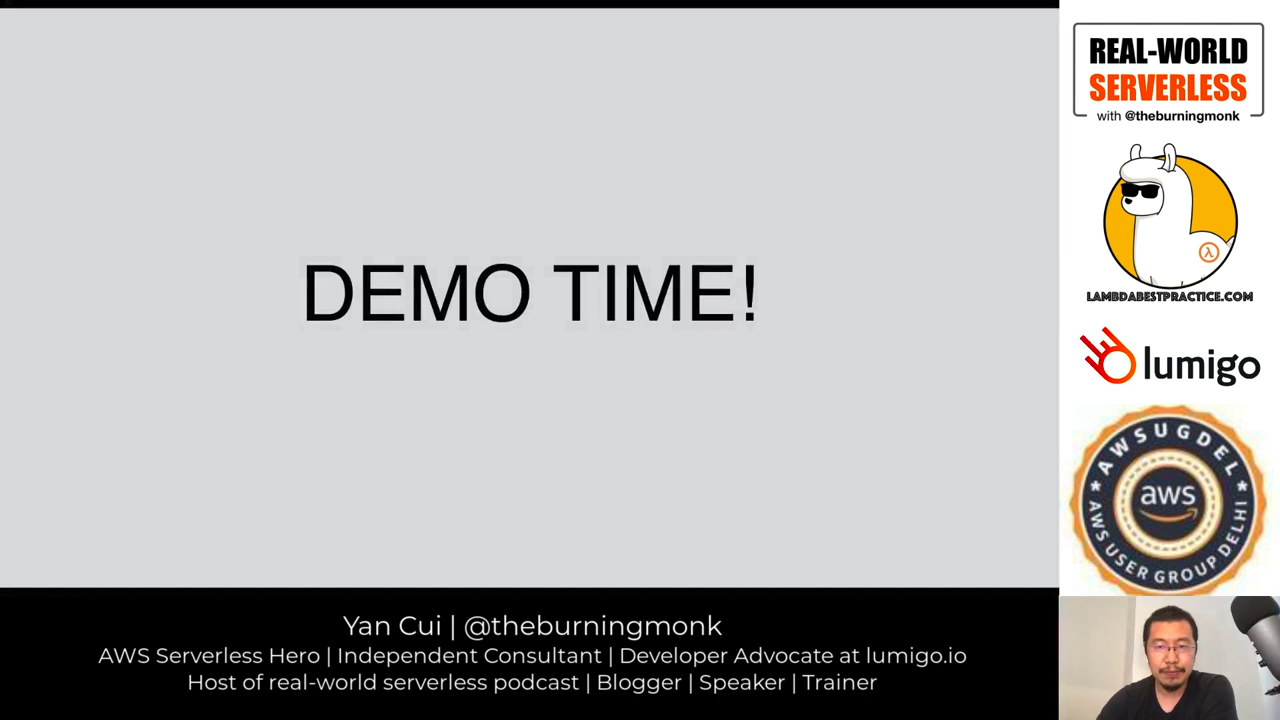 DEMO TIME!
Yan Cui | @theburningmonk
AWS Serverless Hero | Independent Consultant | Developer Advocate at lumigo.io
Host of real-world serverless podcast | Blogger | Speaker | Trainer
REAL-WORLD
SERVERLESS
with @theburningmonk
λ
LAMBDABESTPRACTICE.COM
lumigo
* AWSUGDEL *
aws
AWS USER GROUP DELHI